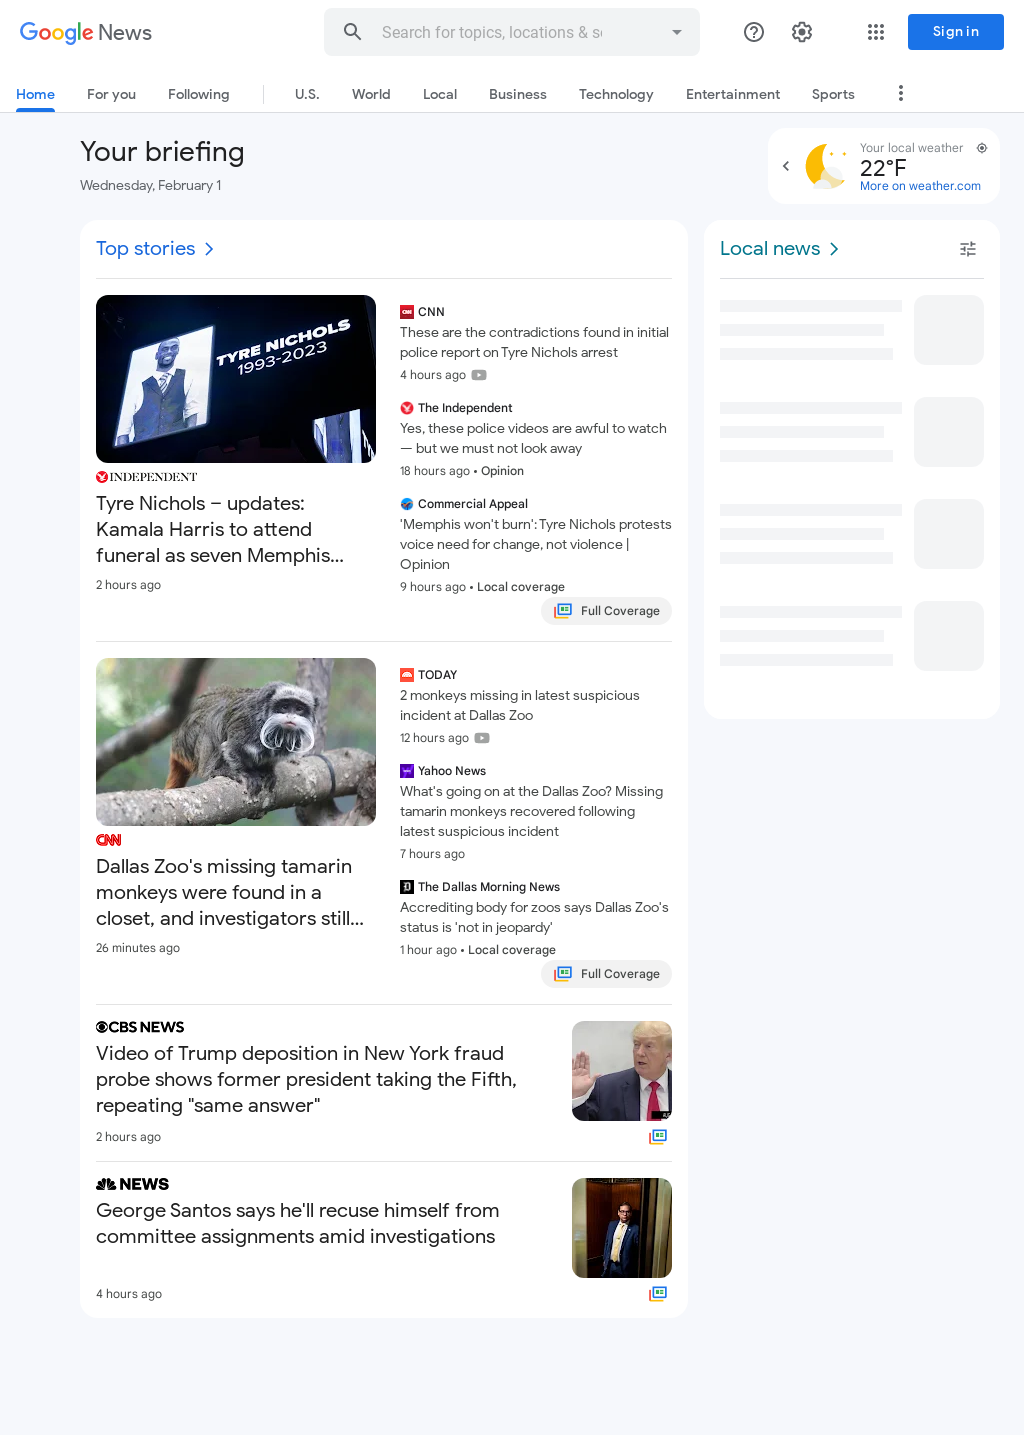 Google News
Search for topics, locations & s
Sign in
Home
For you
Following
U.S.
World
Local
Business
Technology
Entertainment
Sports
Your briefing
Wednesday, February 1
Your local weather
22°F
More on weather.com
Top stories
TYRE NICHOLS
1993-2023
INDEPENDENT
Tyre Nichols – updates:
Kamala Harris to attend
funeral as seven Memphis...
2 hours ago
CNN
These are the contradictions found in initial
police report on Tyre Nichols arrest
4 hours ago
The Independent
Yes, these police videos are awful to watch
— but we must not look away
18 hours ago • Opinion
Commercial Appeal
'Memphis won't burn': Tyre Nichols protests
voice need for change, not violence |
Opinion
9 hours ago • Local coverage
Full Coverage
CNN
Dallas Zoo's missing tamarin
monkeys were found in a
closet, and investigators still...
26 minutes ago
TODAY
2 monkeys missing in latest suspicious
incident at Dallas Zoo
12 hours ago
Yahoo News
What's going on at the Dallas Zoo? Missing
tamarin monkeys recovered following
latest suspicious incident
7 hours ago
The Dallas Morning News
Accrediting body for zoos says Dallas Zoo's
status is 'not in jeopardy'
1 hour ago • Local coverage
Full Coverage
CBS NEWS
Video of Trump deposition in New York fraud
probe shows former president taking the Fifth,
repeating "same answer"
2 hours ago
NEWS
George Santos says he'll recuse himself from
committee assignments amid investigations
4 hours ago
Local news